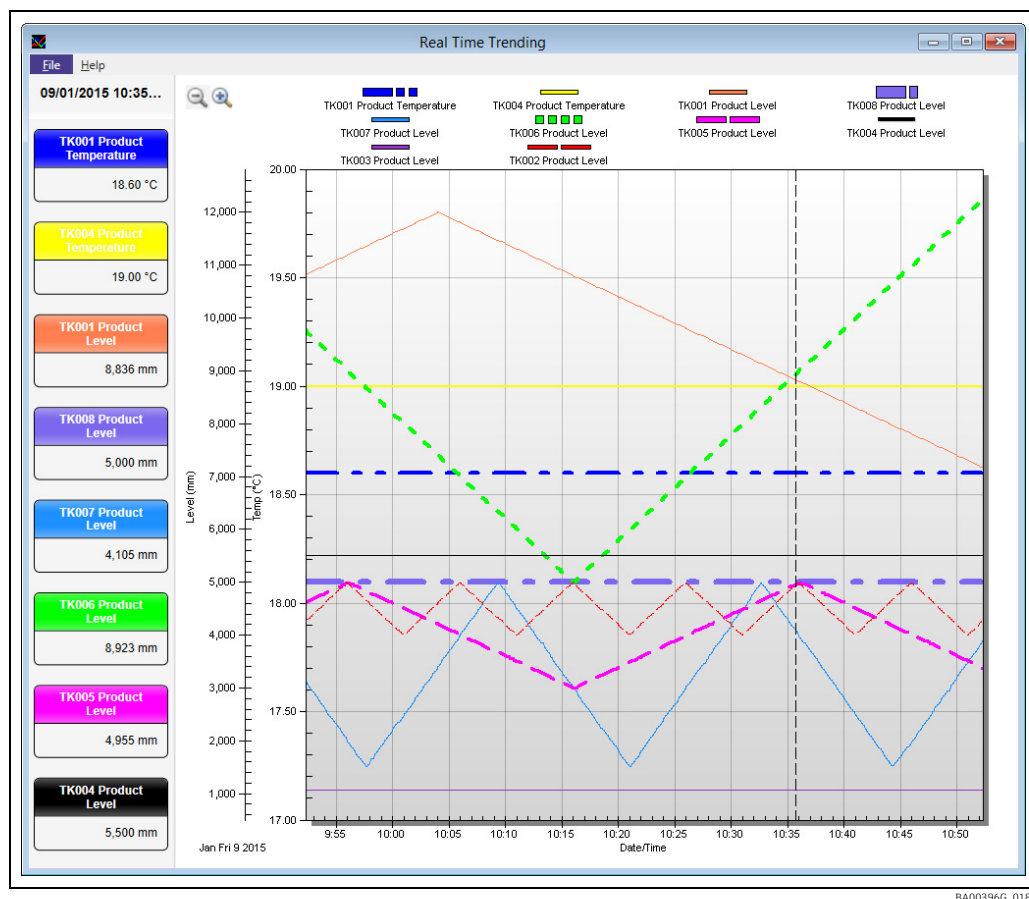 Real Time Trending
File Help
09/01/2015 10:35...
TK001 Product
Temperature
18.60 °C
TK004 Product
Temperature
19.00 °C
TK001 Product
Level
8,836 mm
TK008 Product
Level
5,000 mm
TK007 Product
Level
4,105 mm
TK006 Product
Level
8,923 mm
TK005 Product
Level
4,955 mm
TK004 Product
Level
5,500 mm
TK001 Product Temperature TK004 Product Temperature TK001 Product Level TK008 Product Level
TK007 Product Level TK006 Product Level TK005 Product Level TK004 Product Level
TK003 Product Level TK002 Product Level
Level (mm)
12,000
11,000
10,000
9,000
8,000
7,000
6,000
5,000
4,000
3,000
2,000
1,000
Temp (°C)
20.00
19.50
19.00
18.50
18.00
17.50
17.00
9:55 10:00 10:05 10:10 10:15 10:20 10:25 10:30 10:35 10:40 10:45 10:50
Jan Fri 9 2015 Date/Time
BA00396G_018